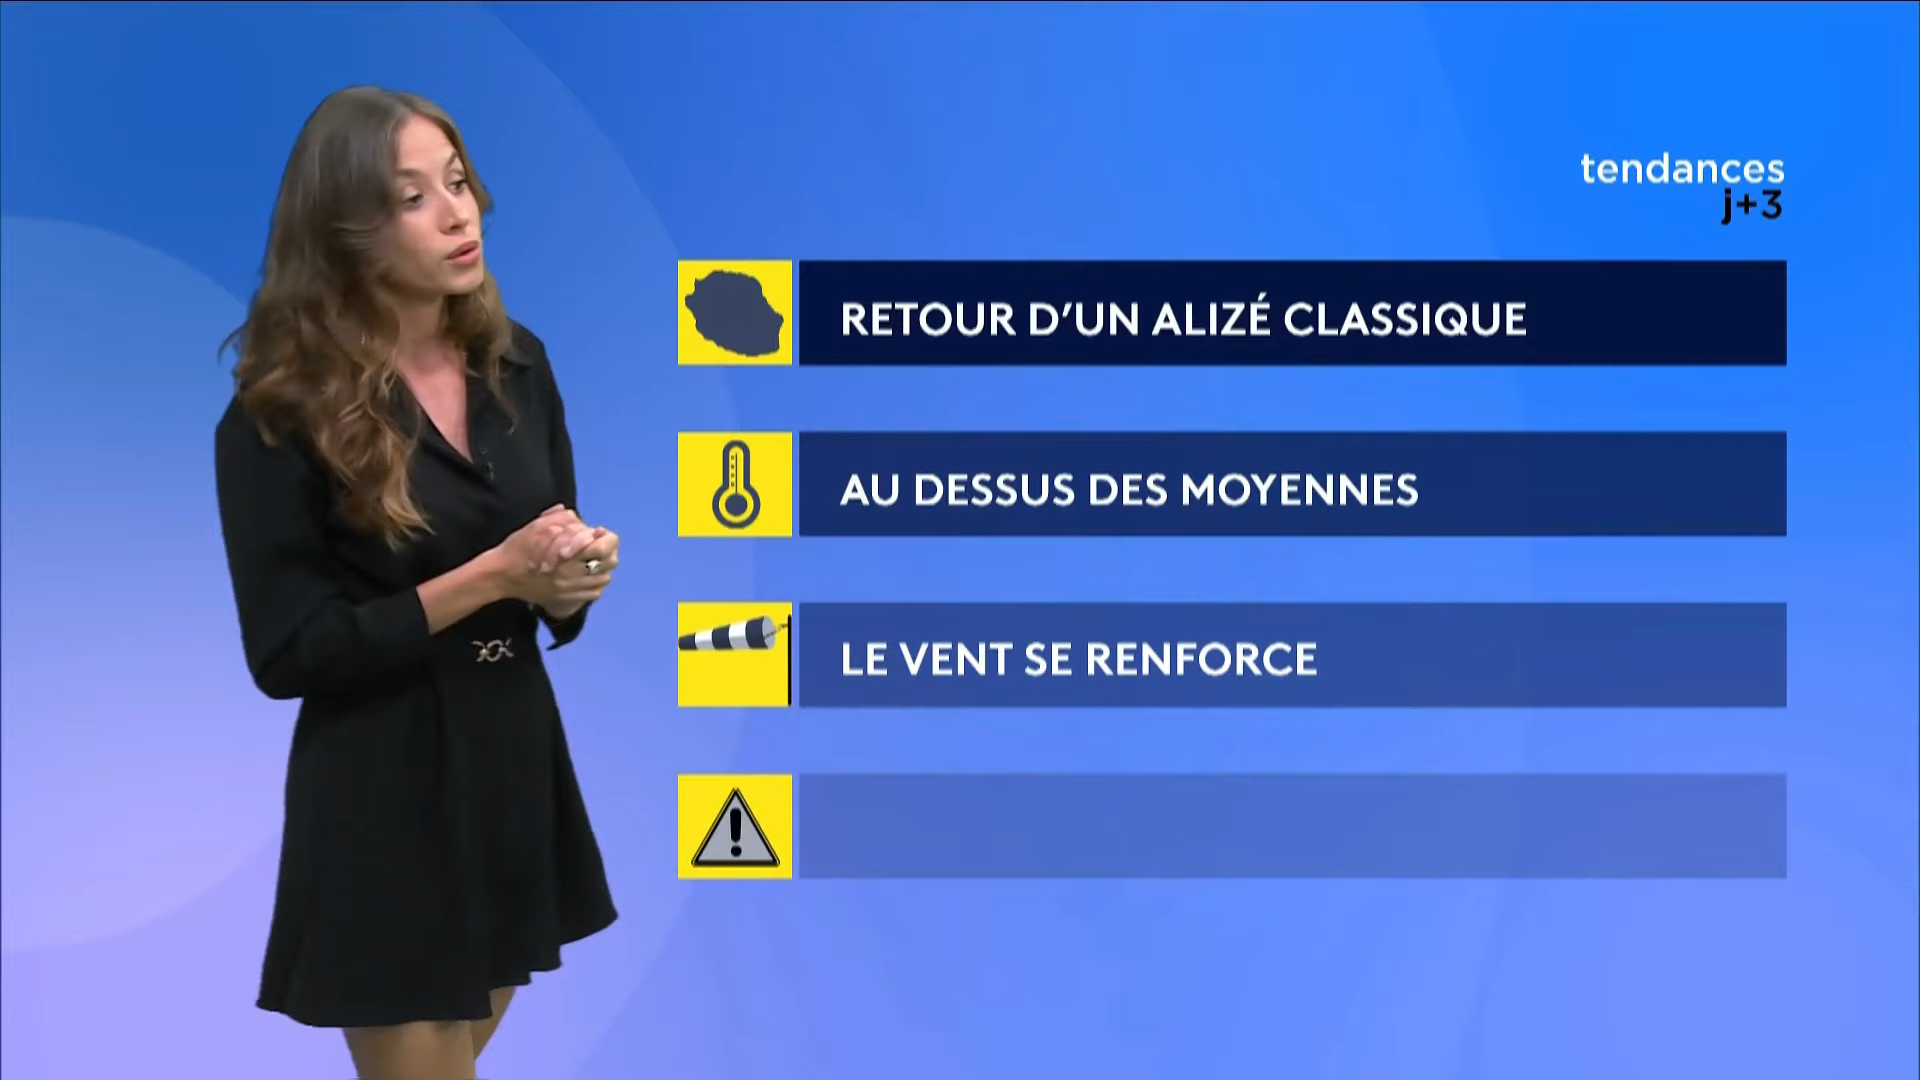 tendances
j+3
RETOUR D'UN ALIZÉ CLASSIQUE
AU DESSUS DES MOYENNES
LE VENT SE RENFORCE